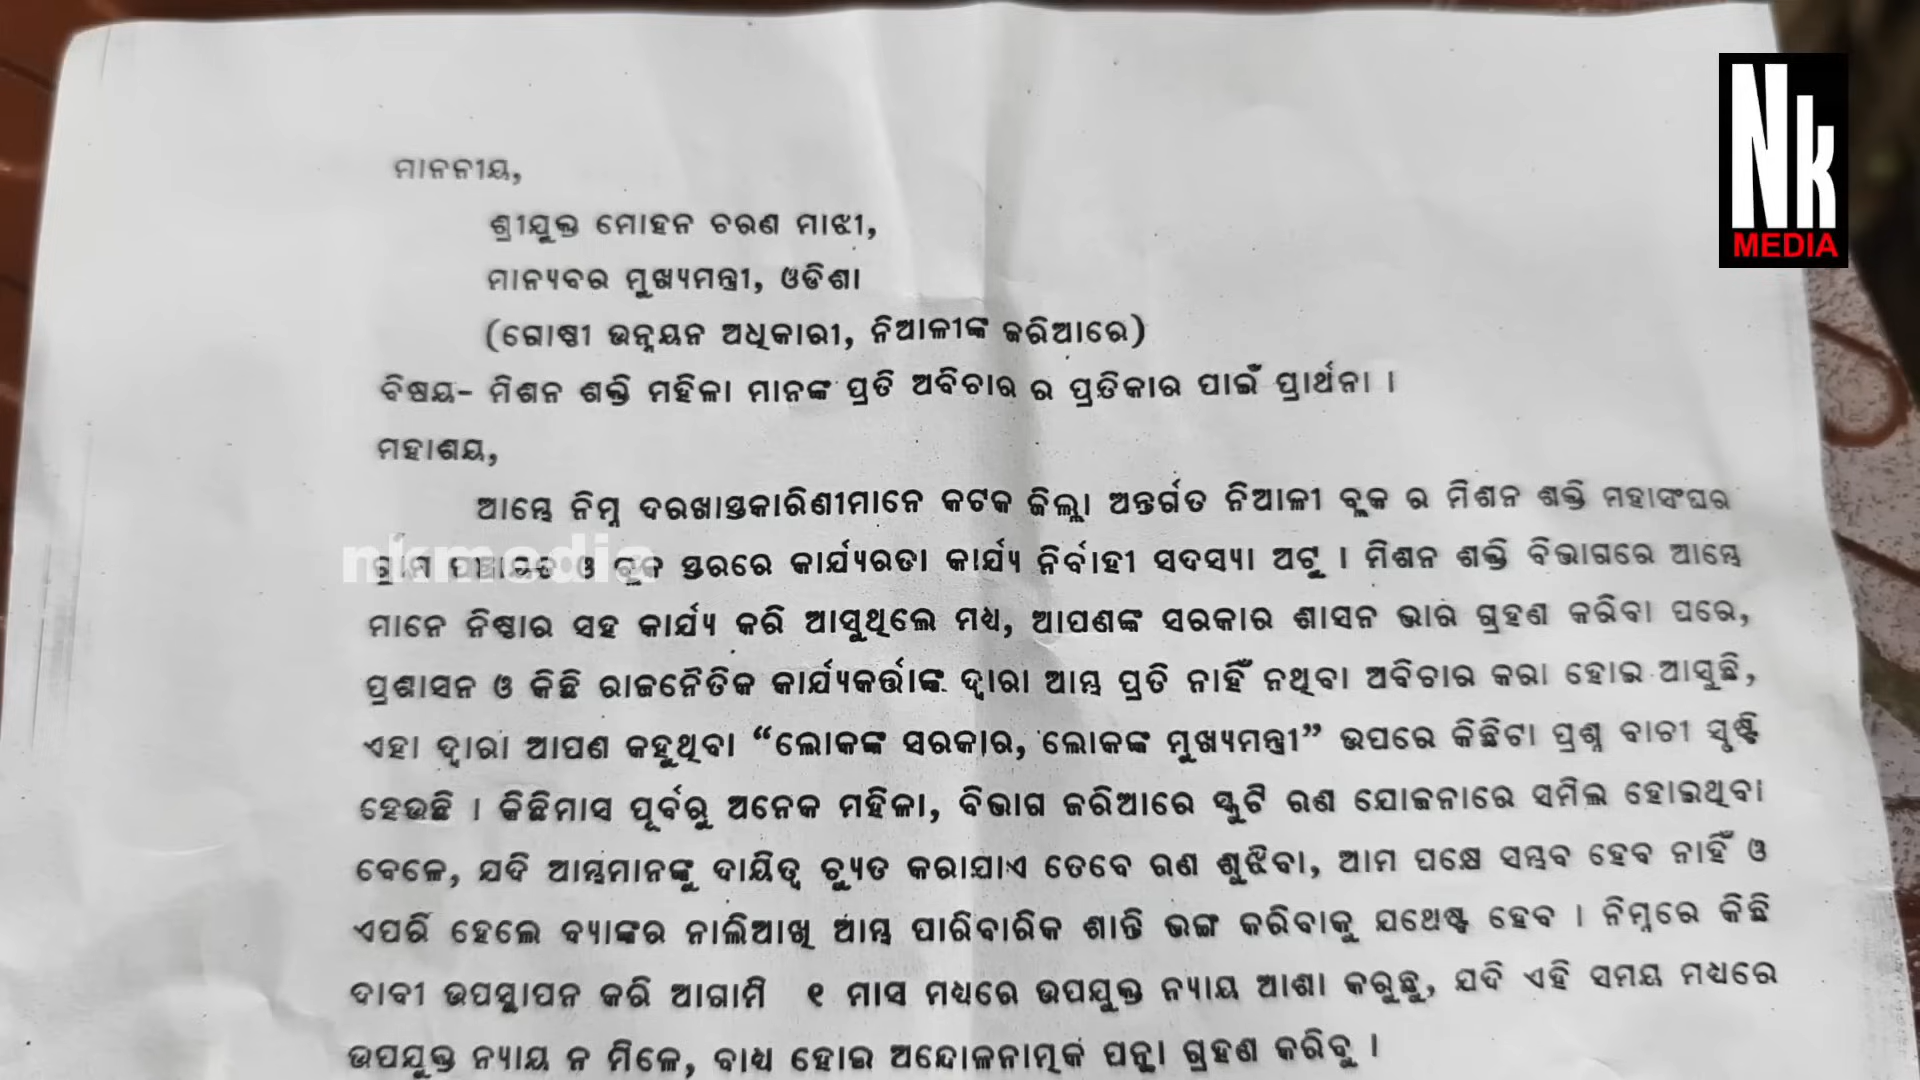 ମାନନୀୟ,
ଶ୍ରୀଯୁକ୍ତ ମୋହନ ଚରଣ ମାଝୀ,
ମାନ୍ୟବର ମୁଖ୍ୟମନ୍ତ୍ରୀ, ଓଡିଶା
(ଗୋଷ୍ଠୀ ଉନ୍ନୟନ ଅଧିକାରୀ, ନିଆଳୀଙ୍କ ଜରିଆରେ)
ବିଷୟ- ମିଶନ ଶକ୍ତି ମହିଳା ମାନଙ୍କ ପ୍ରତି ଅବିଚାର ର ପ୍ରତିକାର ପାଇଁ ପ୍ରାର୍ଥନା ।
ମହାଶୟ,
ଆମ୍ଭେ ନିମ୍ନ ଦରଖାସ୍ତକାରିଣୀମାନେ କଟକ ଜିଲ୍ଲା ଅନ୍ତର୍ଗତ ନିଆଳୀ ବ୍ଲକ ର ମିଶନ ଶକ୍ତି ମହାସଂଘର
ଗ୍ରାମ ପଞ୍ଚାୟତ ଓ ବ୍ଲକ ସ୍ତରରେ କାର୍ଯ୍ୟରତା କାର୍ଯ୍ୟ ନିର୍ବାହୀ ସଦସ୍ୟା ଅଟୁ । ମିଶନ ଶକ୍ତି ବିଭାଗରେ ଆମ୍ଭେ
ମାନେ ନିଷ୍ଠାର ସହ କାର୍ଯ୍ୟ କରି ଆସୁଥିଲେ ମଧ୍ୟ, ଆପଣଙ୍କ ସରକାର ଶାସନ ଭାର ଗ୍ରହଣ କରିବା ପରେ,
ପ୍ରଶାସନ ଓ କିଛି ରାଜନୈତିକ କାର୍ଯ୍ୟକର୍ତ୍ତାଙ୍କ ଦ୍ୱାରା ଆମ୍ଭ ପ୍ରତି ନାହିଁ ନଥିବା ଅବିଚାର କରା ହୋଇ ଆସୁଛି,
ଏହା ଦ୍ୱାରା ଆପଣ କହୁଥିବା “ଲୋକଙ୍କ ସରକାର, ଲୋକଙ୍କ ମୁଖ୍ୟମନ୍ତ୍ରୀ” ଉପରେ କିଛିଟା ପ୍ରଶ୍ନ ବାଚୀ ସୃଷ୍ଟି
ହେଉଛି । କିଛିମାସ ପୂର୍ବରୁ ଅନେକ ମହିଳା, ବିଭାଗ ଜରିଆରେ ସ୍କୁଟି ଋଣ ଯୋଜନାରେ ସମିଲ ହୋଇଥିବା
ବେଳେ, ଯଦି ଆମ୍ଭମାନଙ୍କୁ ଦାୟିତ୍ୱ ଚ୍ୟୁତ କରାଯାଏ ତେବେ ଋଣ ଶୁଝିବା, ଆମ ପକ୍ଷେ ସମ୍ଭବ ହେବ ନାହିଁ ଓ
ଏପରି ହେଲେ ବ୍ୟାଙ୍କର ନାଲିଆଖି ଆମ୍ଭ ପାରିବାରିକ ଶାନ୍ତି ଭଙ୍ଗ କରିବାକୁ ଯଥେଷ୍ଟ ହେବ । ନିମ୍ନରେ କିଛି
ଦାବୀ ଉପସ୍ଥାପନ କରି ଆଗାମି ୧ ମାସ ମଧ୍ୟରେ ଉପଯୁକ୍ତ ନ୍ୟାୟ ଆଶା କରୁଛୁ, ଯଦି ଏହି ସମୟ ମଧ୍ୟରେ
ଉପଯୁକ୍ତ ନ୍ୟାୟ ନ ମିଳେ, ବାଧ୍ୟ ହୋଇ ଅନ୍ଦୋଳନାତ୍ମକ ପନ୍ଥା ଗ୍ରହଣ କରିବୁ ।
Nk
MEDIA
nkmedia